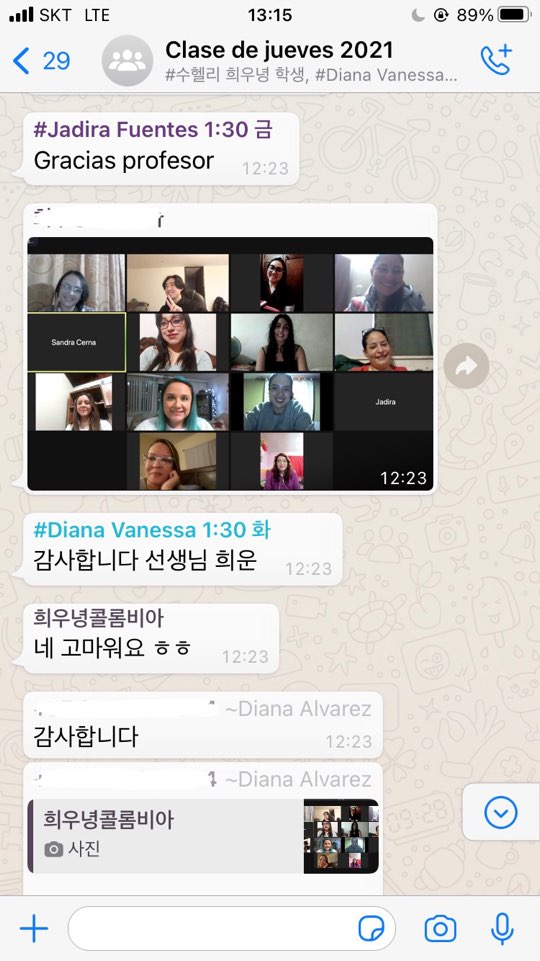 SKT LTE 13:15 89%
29 Clase de jueves 2021
#수헬리 희우녕 학생, #Diana Vanessa...
#Jadira Fuentes 1:30 금
Gracias profesor 12:23
Sandra Cerna
Jadira
12:23
#Diana Vanessa 1:30 화
감사합니다 선생님 희운 12:23
희우녕콜롬비아
네 고마워요 ㅎㅎ 12:23
~Diana Alvarez
감사합니다 12:23
~Diana Alvarez
희우녕콜롬비아
사진